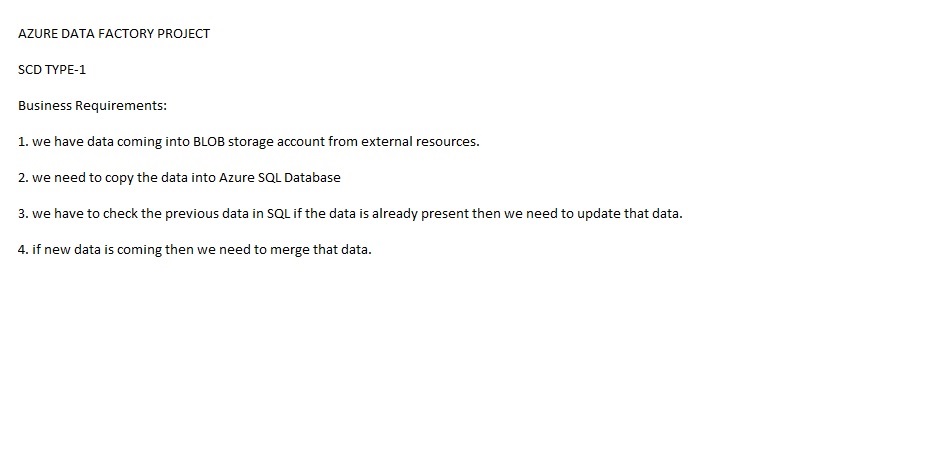 AZURE DATA FACTORY PROJECT
SCD TYPE-1
Business Requirements:
1. we have data coming into BLOB storage account from external resources.
2. we need to copy the data into Azure SQL Database
3. we have to check the previous data in SQL if the data is already present then we need to update that data.
4. if new data is coming then we need to merge that data.